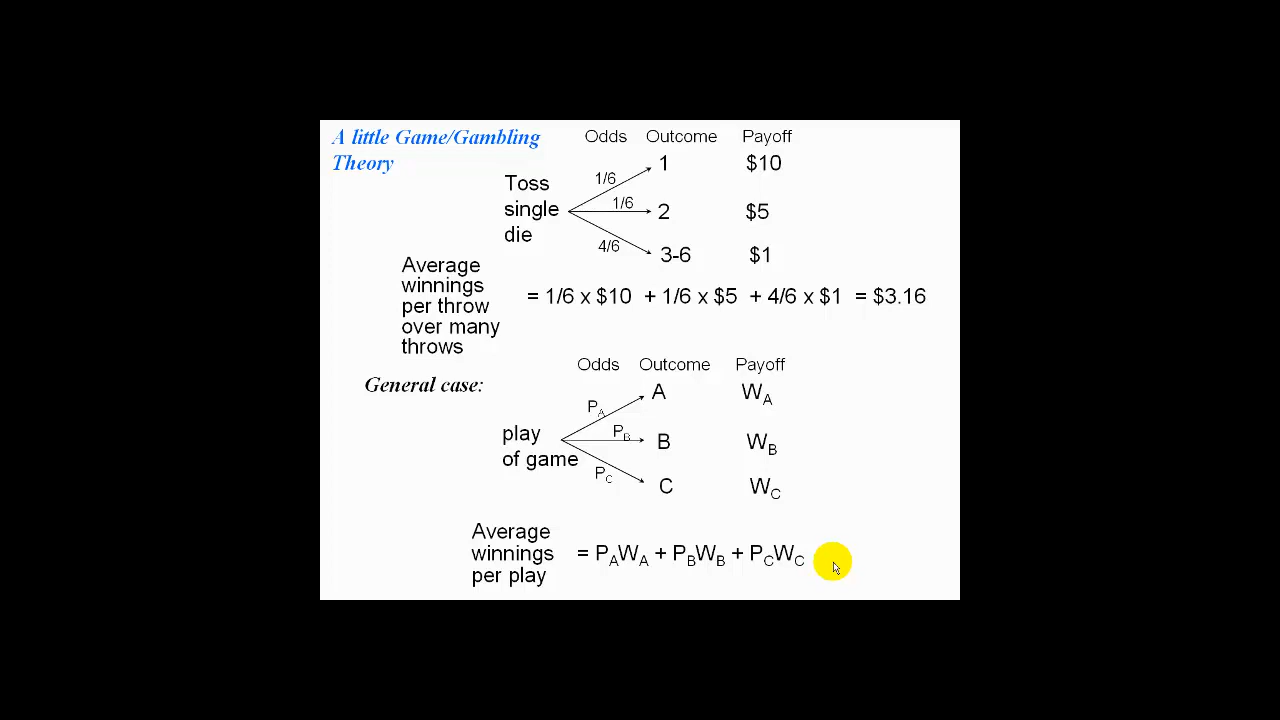 A little Game/Gambling
Theory
Odds Outcome Payoff
1/6 1 $10
Toss
single
die
1/6 2 $5
4/6 3-6 $1
Average
winnings
per throw
over many
throws
= 1/6 x $10 + 1/6 x $5 + 4/6 x $1 = $3.16
Odds Outcome Payoff
General case:
PA A WA
play
of game
PB B WB
PC C WC
Average
winnings
per play
= PAWA + PBWB + PCWC